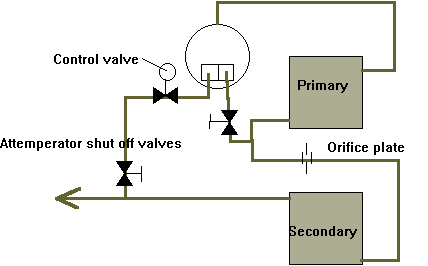 Control valve
Primary
Attemperator shut off valves
Orifice plate
Secondary